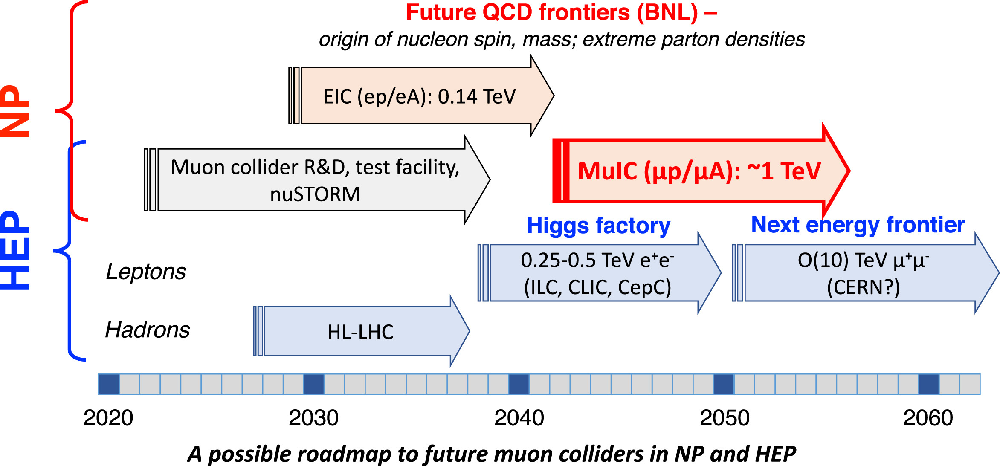 Future QCD frontiers (BNL) –
origin of nucleon spin, mass; extreme parton densities
NP
EIC (ep/eA): 0.14 TeV
Muon collider R&D, test facility,
nuSTORM
MuIC (μp/μA): ~1 TeV
HEP
Higgs factory
Next energy frontier
Leptons
0.25-0.5 TeV e⁺e⁻
(ILC, CLIC, CepC)
O(10) TeV μ⁺μ⁻
(CERN?)
Hadrons
HL-LHC
2020 2030 2040 2050 2060
A possible roadmap to future muon colliders in NP and HEP